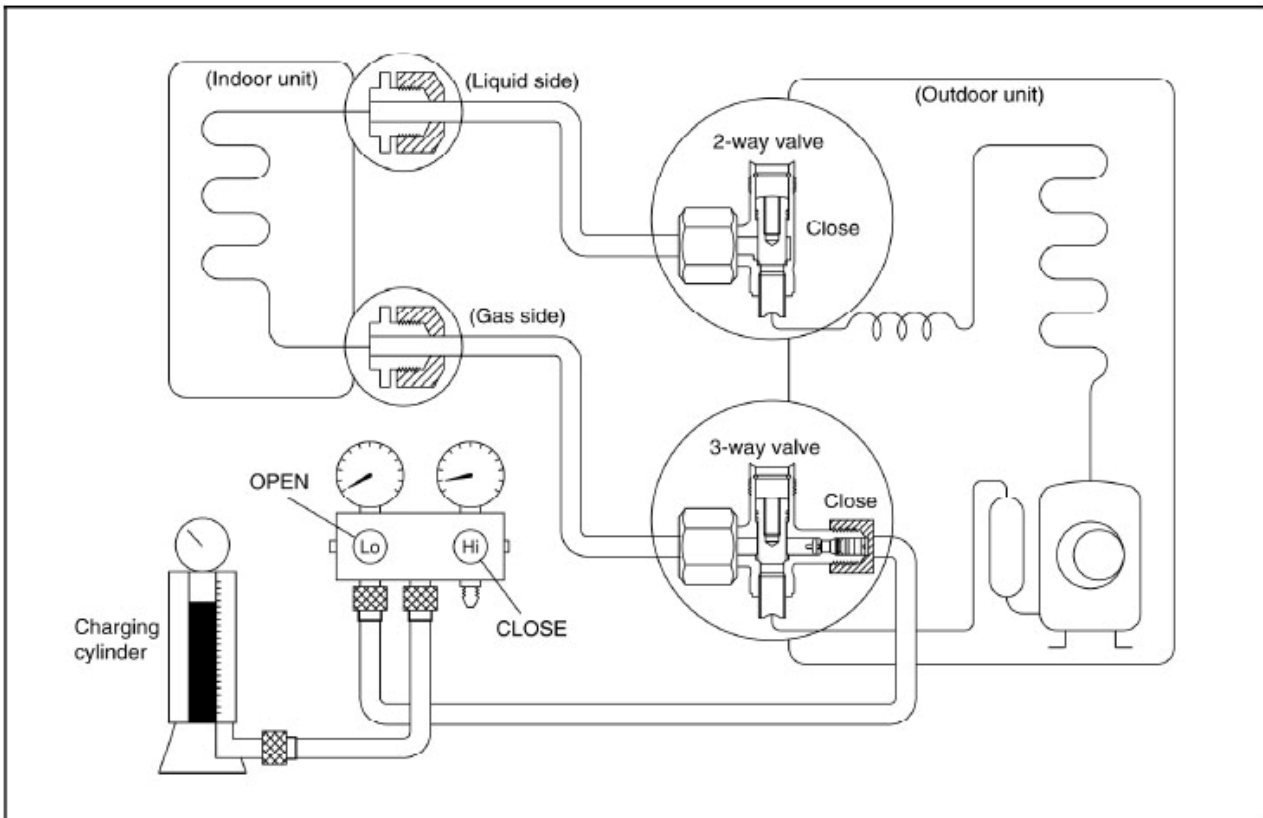 (Indoor unit)
(Liquid side)
(Outdoor unit)
2-way valve
Close
(Gas side)
3-way valve
Close
OPEN
Lo
Hi
CLOSE
Charging
cylinder